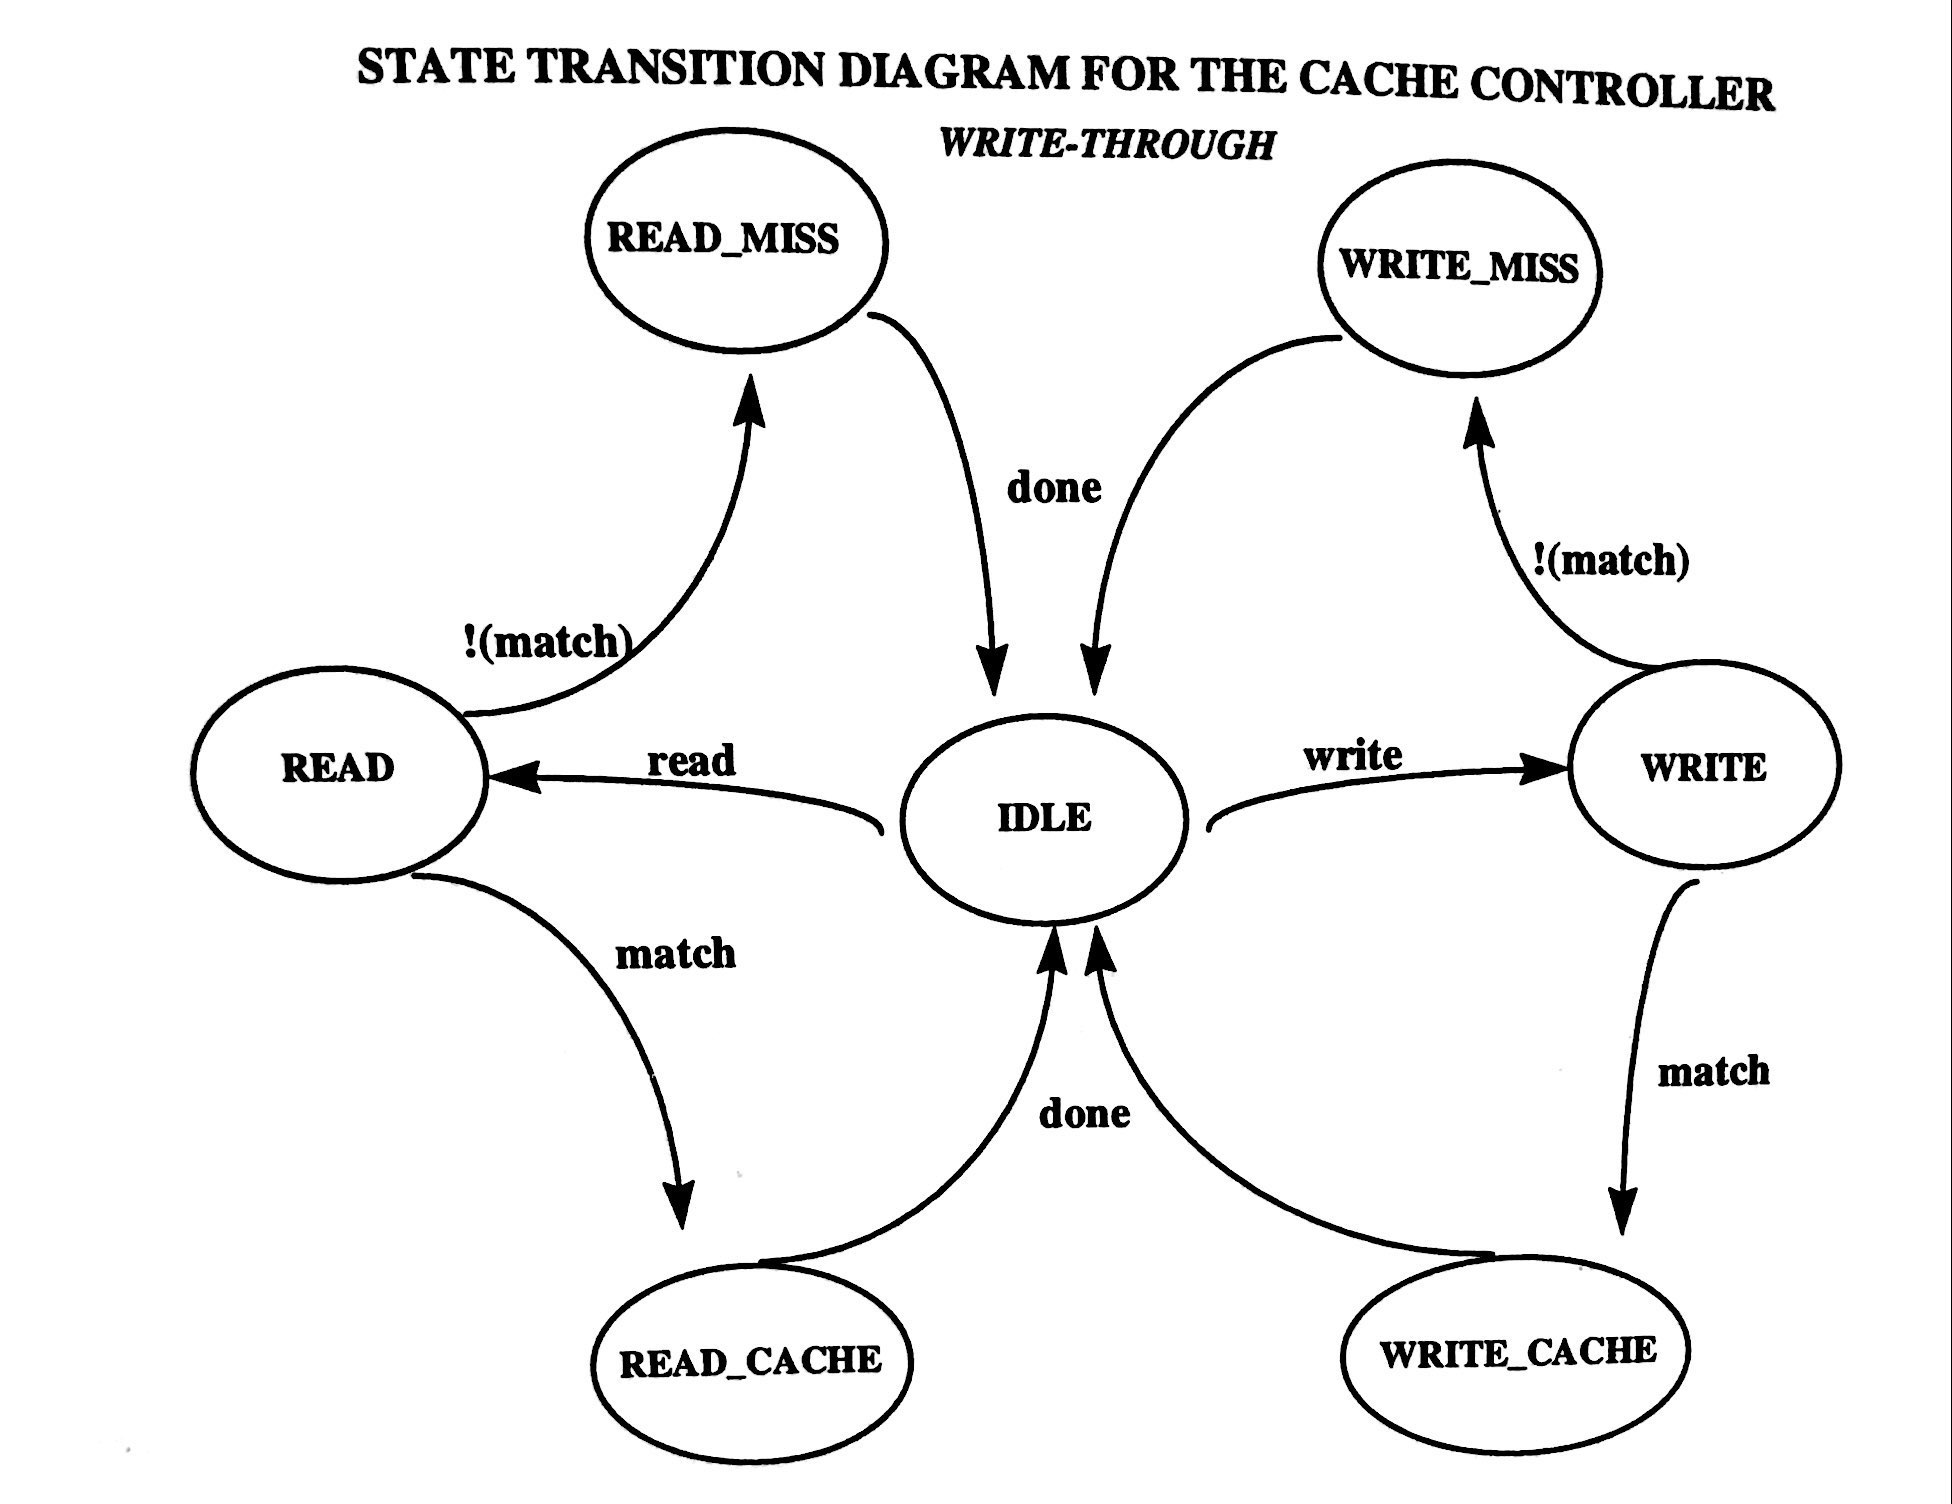 STATE TRANSITION DIAGRAM FOR THE CACHE CONTROLLER
WRITE-THROUGH
READ_MISS
WRITE_MISS
done
!(match)
!(match)
READ
read
IDLE
write
WRITE
match
match
done
READ_CACHE
WRITE_CACHE